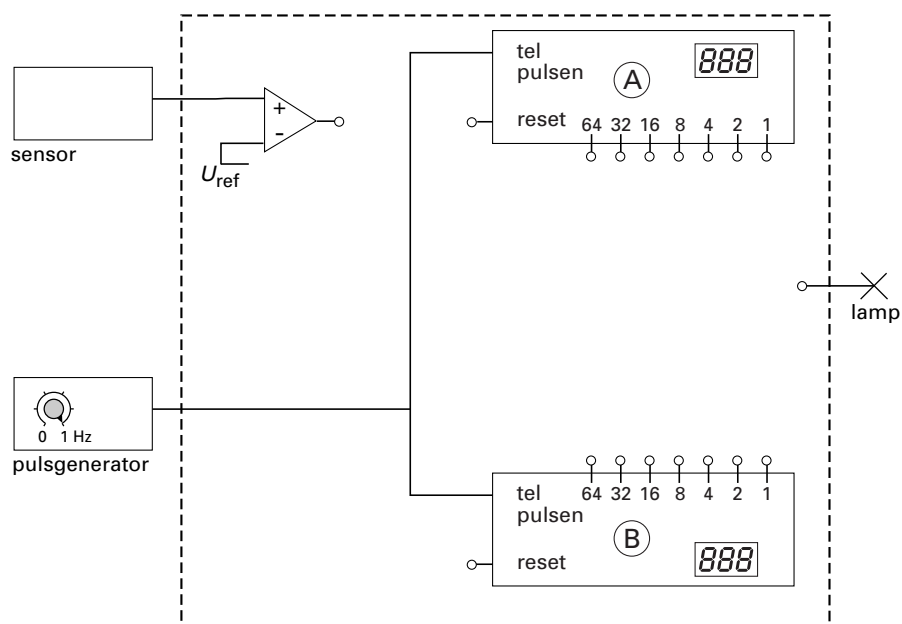 tel
pulsen
888
A
reset
64 32 16 8 4 2 1
sensor
+
-
Uref
lamp
0 1 Hz
pulsgenerator
tel
pulsen
64 32 16 8 4 2 1
B
reset
888